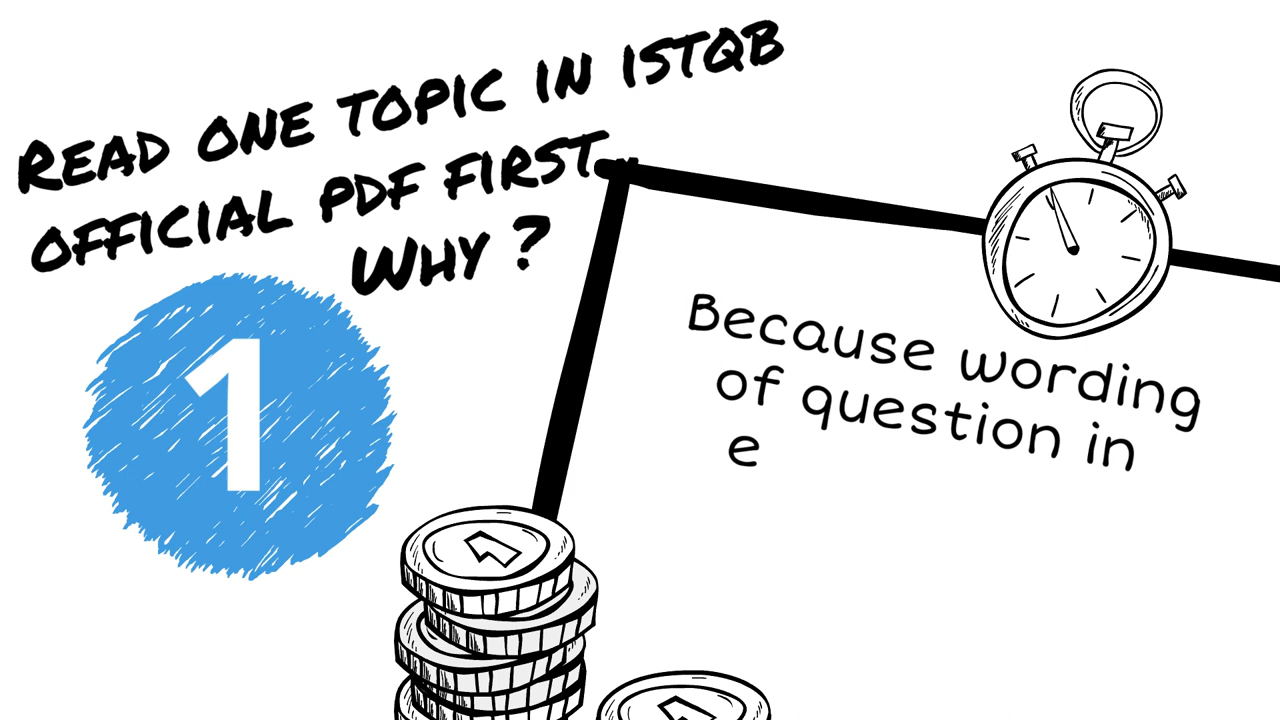 READ ONE TOPIC IN ISTQB
OFFICIAL PDF FIRST.
WHY ?
1
Because wording
of question in
e